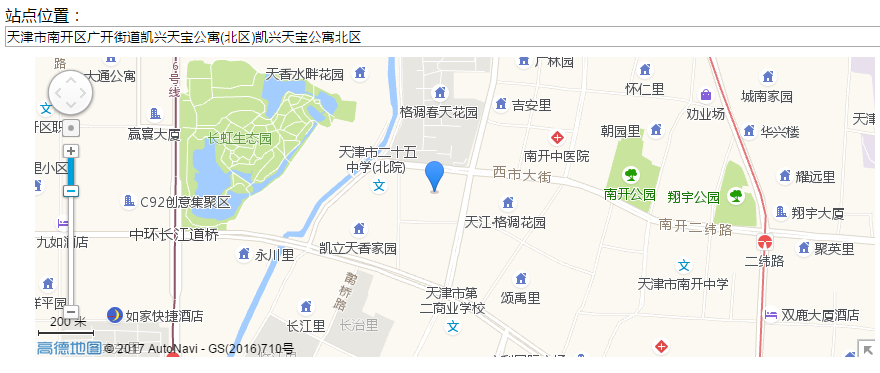 站点位置：
天津市南开区广开街道凯兴天宝公寓(北区)凯兴天宝公寓北区
大通公寓
6号线
天香水畔花园
广林园
怀仁里
城南家园
格调春天花园
吉安里
劝业场
天津
赢寰大厦
长虹生态园
朝园里
华兴楼
天津市二十五
中学(北院)
南开中医院
西市大街
里小区
南开公园
翔宇公园
耀远里
C92创意集聚区
天江·格调花园
翔宇大厦
南开二纬路
九如酒店
中环长江道桥
永川里
凯立天香家园
二纬路
聚英里
天津市南开中学
洋平园
南桥路
天津市第
二商业学校
颂禹里
如家快捷酒店
长江里
长治里
双鹿大厦酒店
200 米
高德地图 © 2017 AutoNavi - GS(2016)710号